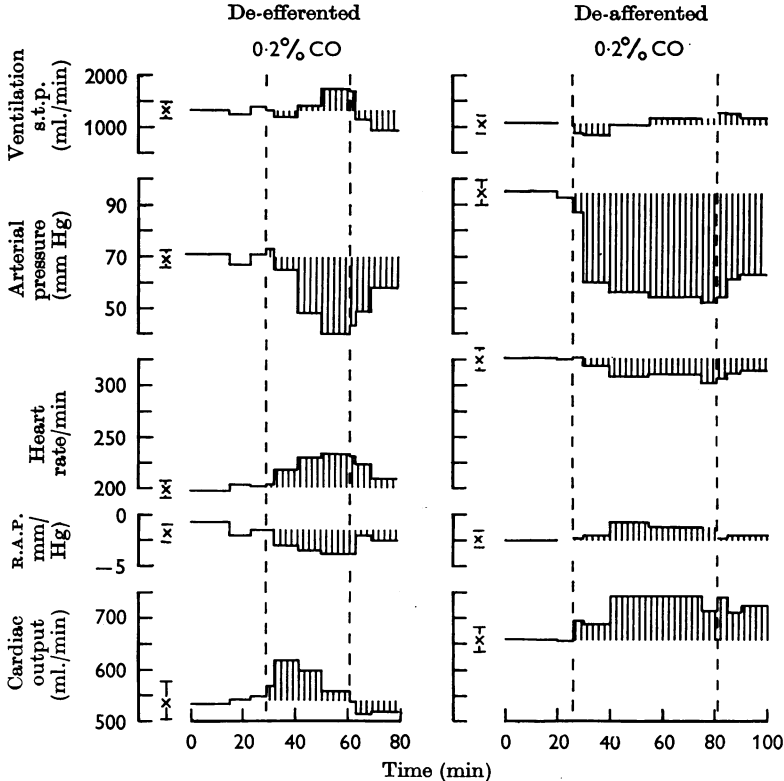 De-efferented
De-afferented
0·2% CO
0·2% CO
Ventilation
s.t.p.
(ml./min)
2000
1000
Arterial
pressure
(mm Hg)
90
70
50
Heart
rate/min
300
250
200
R.A.P.
mm/
Hg)
0
−5
Cardiac
output
(ml./min)
700
600
500
0 20 40 60 80
0 20 40 60 80 100
Time (min)